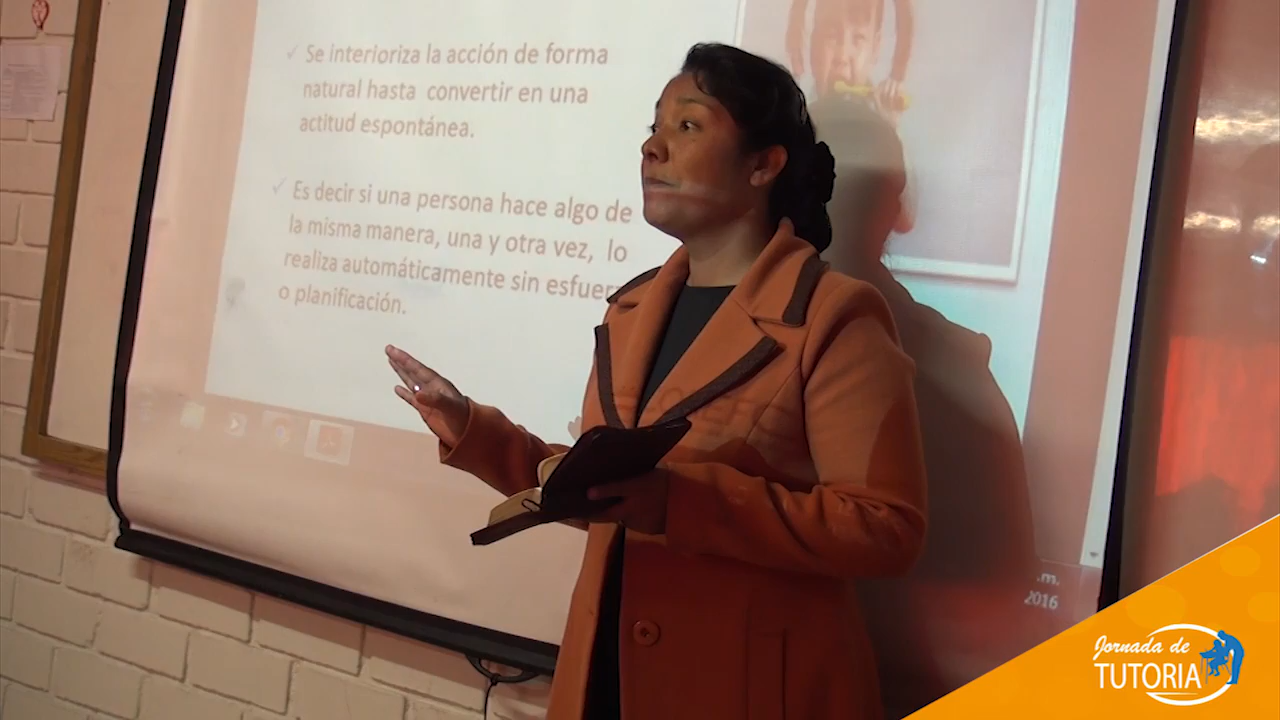 ✓ Se interioriza la acción de forma
natural hasta convertir en una
actitud espontánea.
✓ Es decir si una persona hace algo de
la misma manera, una y otra vez, lo
realiza automáticamente sin
o planificación.
.m.
2016
Jornada de
TUTORIA